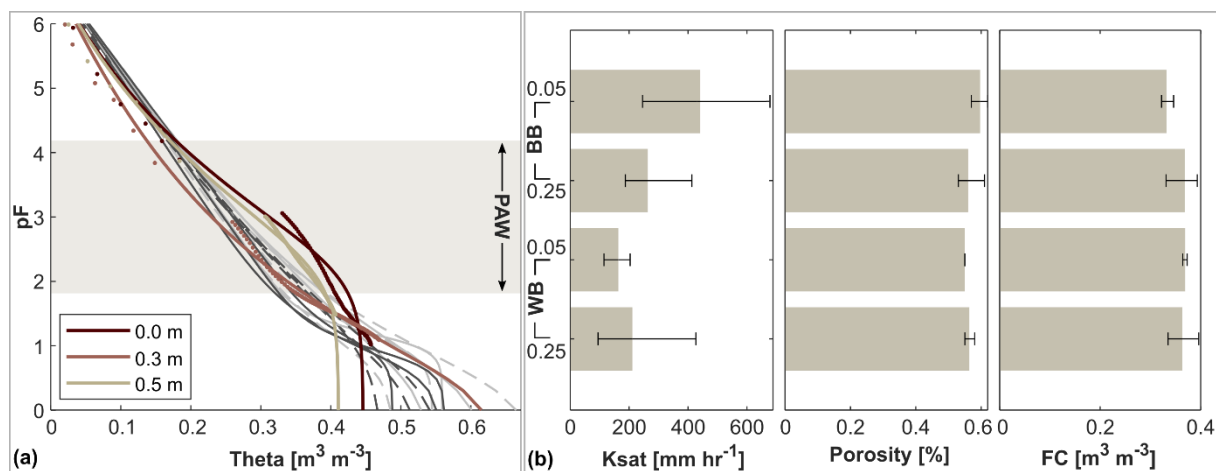 6
5
4
3
2
1
0
pF
PAW
0.0 m
0.3 m
0.5 m
0 0.1 0.2 0.3 0.4 0.5 0.6
(a) Theta [m³ m⁻³]
0.05
BB
0.25
0.05
WB
0.25
0 200 400 600
0 0.2 0.4 0.6
0 0.2 0.4
(b) Ksat [mm hr⁻¹]
Porosity [%]
FC [m³ m⁻³]